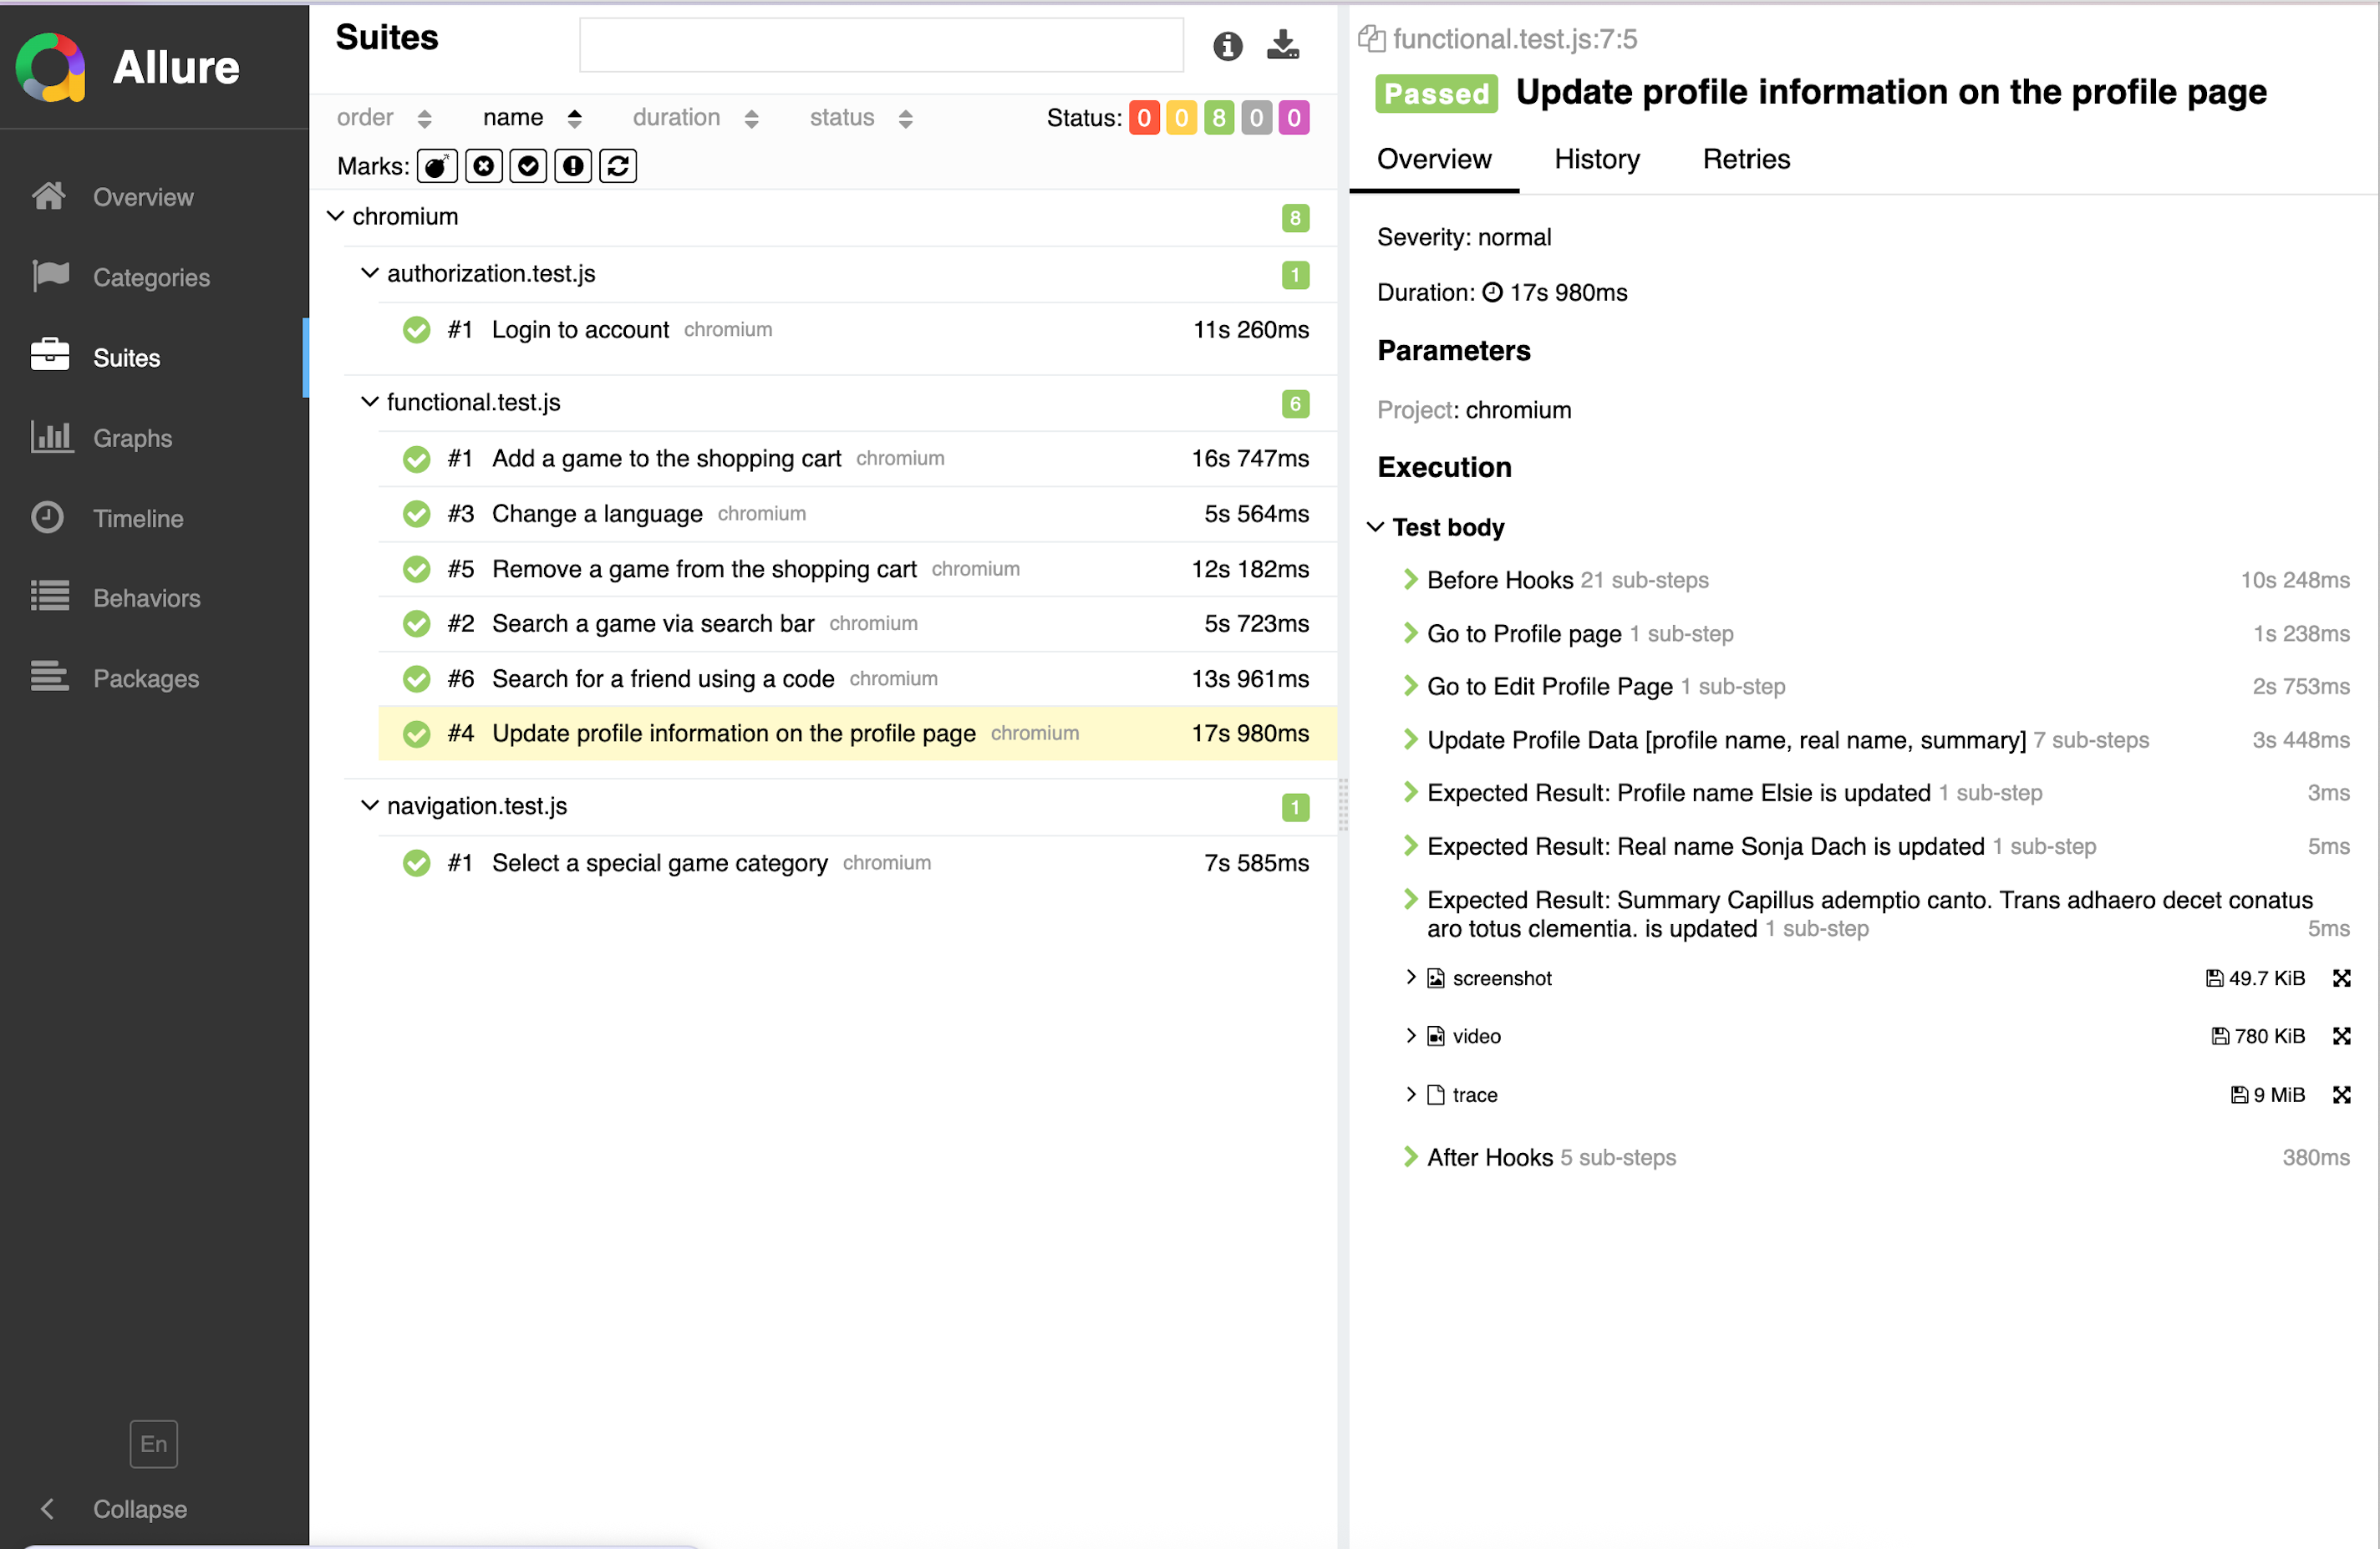 Allure
Overview
Categories
Suites
Graphs
Timeline
Behaviors
Packages
En
Collapse
Suites
order name duration status Status: 0 0 8 0 0
Marks:
chromium 8
authorization.test.js 1
#1 Login to account chromium 11s 260ms
functional.test.js 6
#1 Add a game to the shopping cart chromium 16s 747ms
#3 Change a language chromium 5s 564ms
#5 Remove a game from the shopping cart chromium 12s 182ms
#2 Search a game via search bar chromium 5s 723ms
#6 Search for a friend using a code chromium 13s 961ms
#4 Update profile information on the profile page chromium 17s 980ms
navigation.test.js 1
#1 Select a special game category chromium 7s 585ms
functional.test.js:7:5
Passed Update profile information on the profile page
Overview History Retries
Severity: normal
Duration: 17s 980ms
Parameters
Project: chromium
Execution
Test body
Before Hooks 21 sub-steps 10s 248ms
Go to Profile page 1 sub-step 1s 238ms
Go to Edit Profile Page 1 sub-step 2s 753ms
Update Profile Data [profile name, real name, summary] 7 sub-steps 3s 448ms
Expected Result: Profile name Elsie is updated 1 sub-step 3ms
Expected Result: Real name Sonja Dach is updated 1 sub-step 5ms
Expected Result: Summary Capillus ademptio canto. Trans adhaero decet conatus
aro totus clementia. is updated 1 sub-step 5ms
screenshot 49.7 KiB
video 780 KiB
trace 9 MiB
After Hooks 5 sub-steps 380ms